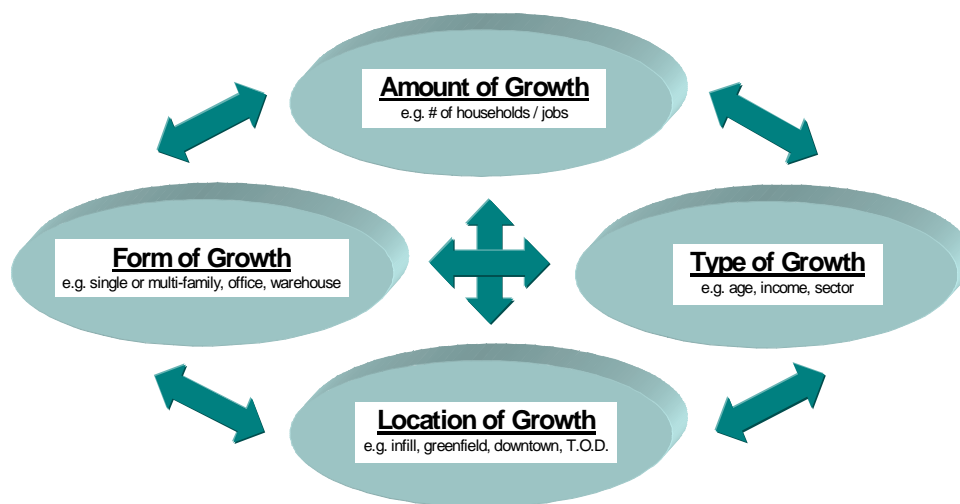 Amount of Growth
e.g. # of households / jobs
Form of Growth
e.g. single or multi-family, office, warehouse
Type of Growth
e.g. age, income, sector
Location of Growth
e.g. infill, greenfield, downtown, T.O.D.